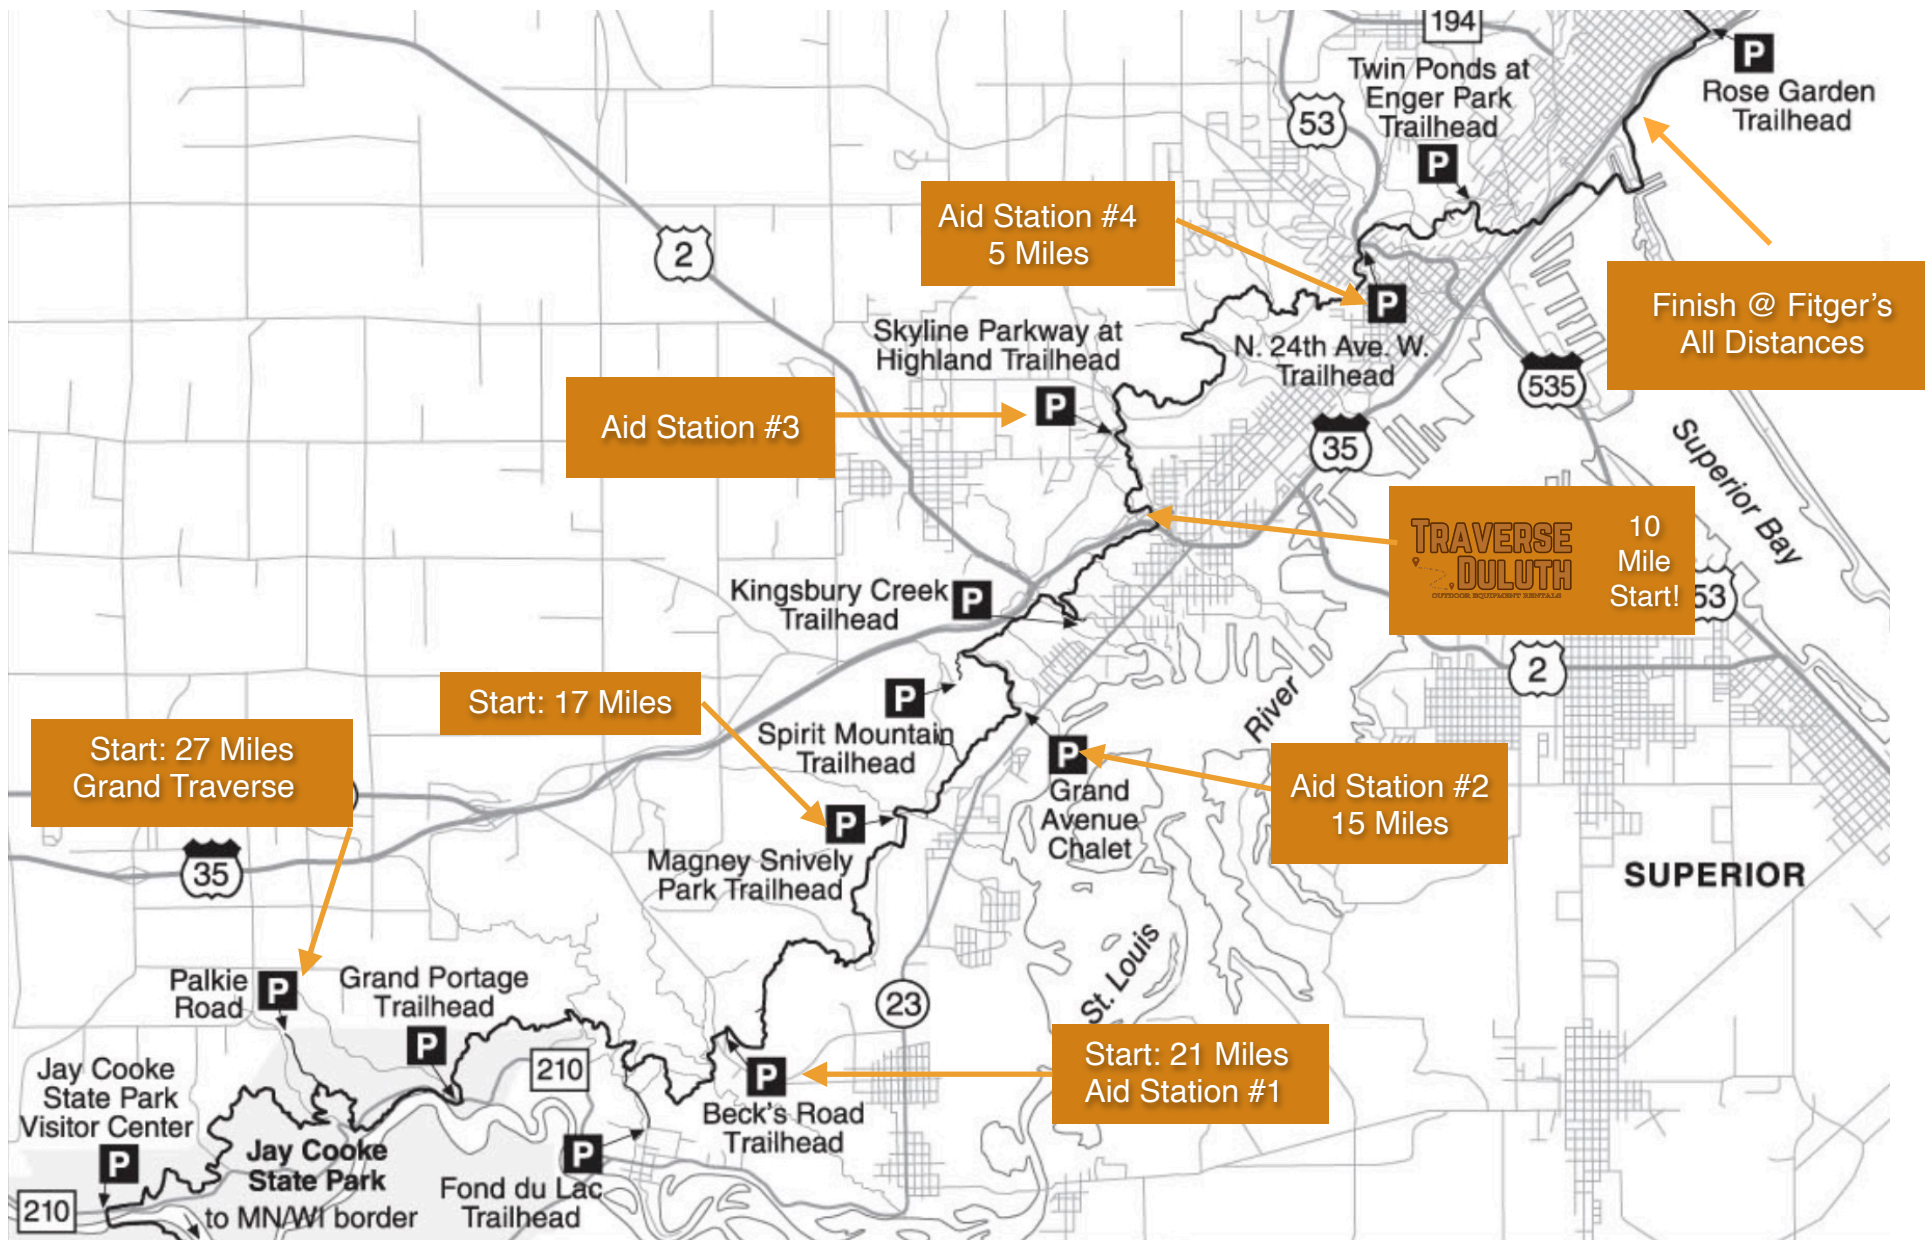 194
P
Rose Garden
Trailhead
Twin Ponds at
Enger Park
Trailhead
P
53
Aid Station #4
5 Miles
2
Finish @ Fitger's
All Distances
P
N. 24th Ave. W.
Trailhead
Skyline Parkway at
Highland Trailhead
P
535
Aid Station #3
35
Superior Bay
TRAVERSE
DULUTH
OUTDOOR EQUIPMENT RENTALS
10
Mile
Start!
53
Kingsbury Creek
Trailhead
P
2
Start: 17 Miles
P
Spirit Mountain
Trailhead
River
Start: 27 Miles
Grand Traverse
P
Grand
Avenue
Chalet
Aid Station #2
15 Miles
P
Magney Snively
Park Trailhead
35
SUPERIOR
St. Louis
Palkie
Road
P
Grand Portage
Trailhead
P
23
210
Start: 21 Miles
Aid Station #1
P
Beck's Road
Trailhead
Jay Cooke
State Park
Visitor Center
P
Jay Cooke
State Park
to MN/WI border
P
Fond du Lac
Trailhead
210